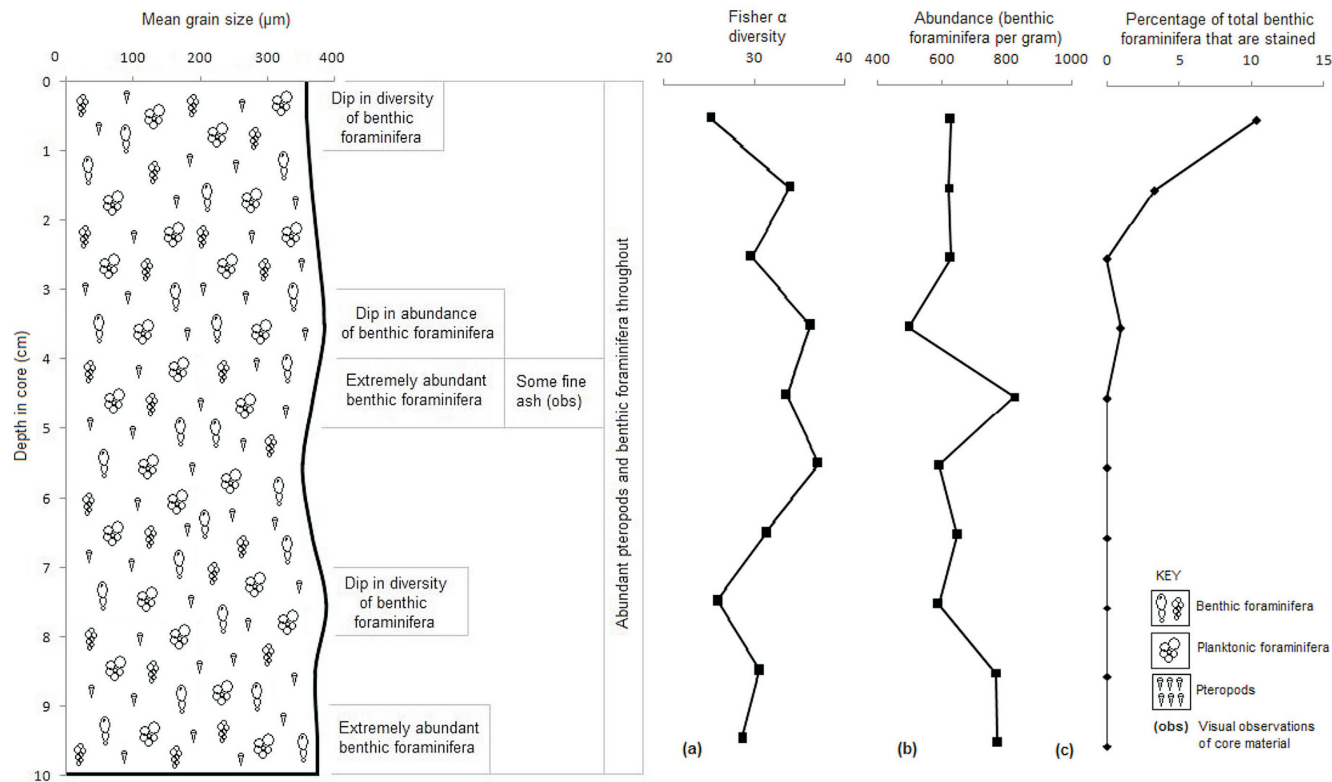 Mean grain size (µm)
0 100 200 300 400
Depth in core (cm)
0
1
2
3
4
5
6
7
8
9
10
Dip in diversity
of benthic
foraminifera
Dip in abundance
of benthic foraminifera
Extremely abundant
benthic foraminifera
Some fine
ash (obs)
Dip in diversity
of benthic
foraminifera
Extremely abundant
benthic foraminifera
Abundant pteropods and benthic foraminifera throughout
Fisher α
diversity
20 30 40
(a)
Abundance (benthic
foraminifera per gram)
400 600 800 1000
(b)
Percentage of total benthic
foraminifera that are stained
0 5 10 15
(c)
KEY
Benthic foraminifera
Planktonic foraminifera
Pteropods
(obs) Visual observations
of core material